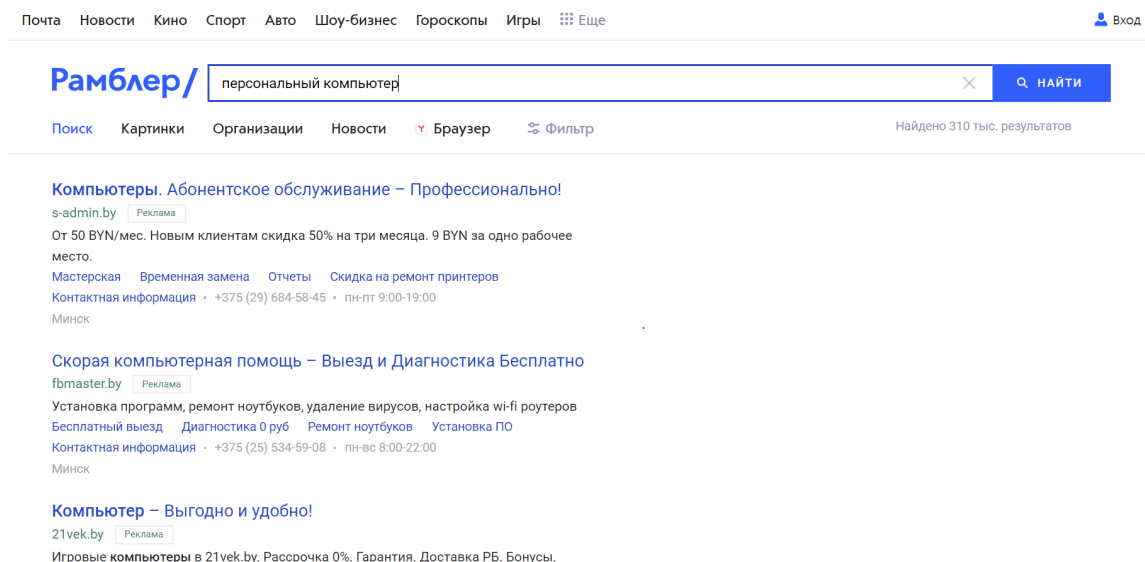 Почта Новости Кино Спорт Авто Шоу-бизнес Гороскопы Игры Еще Вход
Рамблер/ персональный компьютер НАЙТИ
Поиск Картинки Организации Новости Y Браузер Фильтр Найдено 310 тыс. результатов
Компьютеры. Абонентское обслуживание – Профессионально!
s-admin.by Реклама
От 50 BYN/мес. Новым клиентам скидка 50% на три месяца. 9 BYN за одно рабочее
место.
Мастерская Временная замена Отчеты Скидка на ремонт принтеров
Контактная информация • +375 (29) 684-58-45 • пн-пт 9:00-19:00
Минск
Скорая компьютерная помощь – Выезд и Диагностика Бесплатно
fbmaster.by Реклама
Установка программ, ремонт ноутбуков, удаление вирусов, настройка wi-fi роутеров
Бесплатный выезд Диагностика 0 руб Ремонт ноутбуков Установка ПО
Контактная информация • +375 (25) 534-59-08 • пн-вс 8:00-22:00
Минск
Компьютер – Выгодно и удобно!
21vek.by Реклама
Игровые компьютеры в 21vek.by. Рассрочка 0%. Гарантия. Доставка РБ. Бонусы.